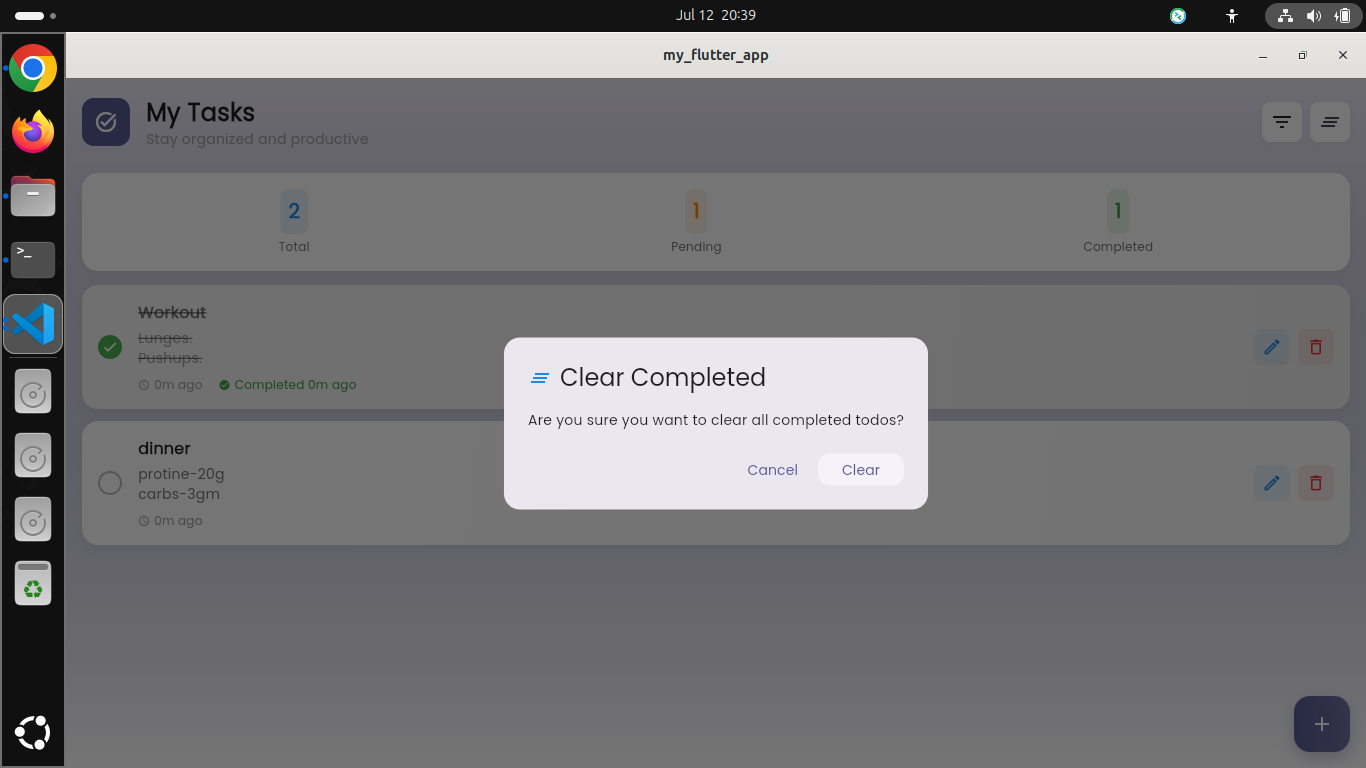 Jul 12 20:39
my_flutter_app
My Tasks
Stay organized and productive
2
Total
1
Pending
1
Completed
Workout
Lunges.
Pushups.
0m ago
Completed 0m ago
dinner
protine-20g
carbs-3gm
0m ago
Clear Completed
Are you sure you want to clear all completed todos?
Cancel
Clear